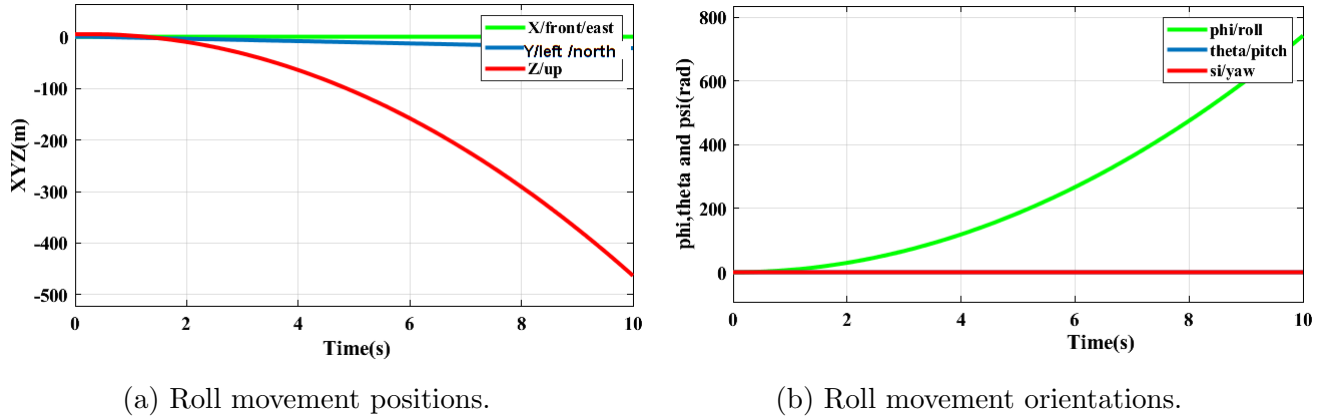 X/front/east
Y/left /north
Z/up
0
-100
-200
-300
-400
-500
XYZ(m)
0
2
4
6
8
10
Time(s)
(a) Roll movement positions.
phi/roll
theta/pitch
si/yaw
800
600
400
200
0
phi,theta and psi(rad)
0
2
4
6
8
10
Time(s)
(b) Roll movement orientations.